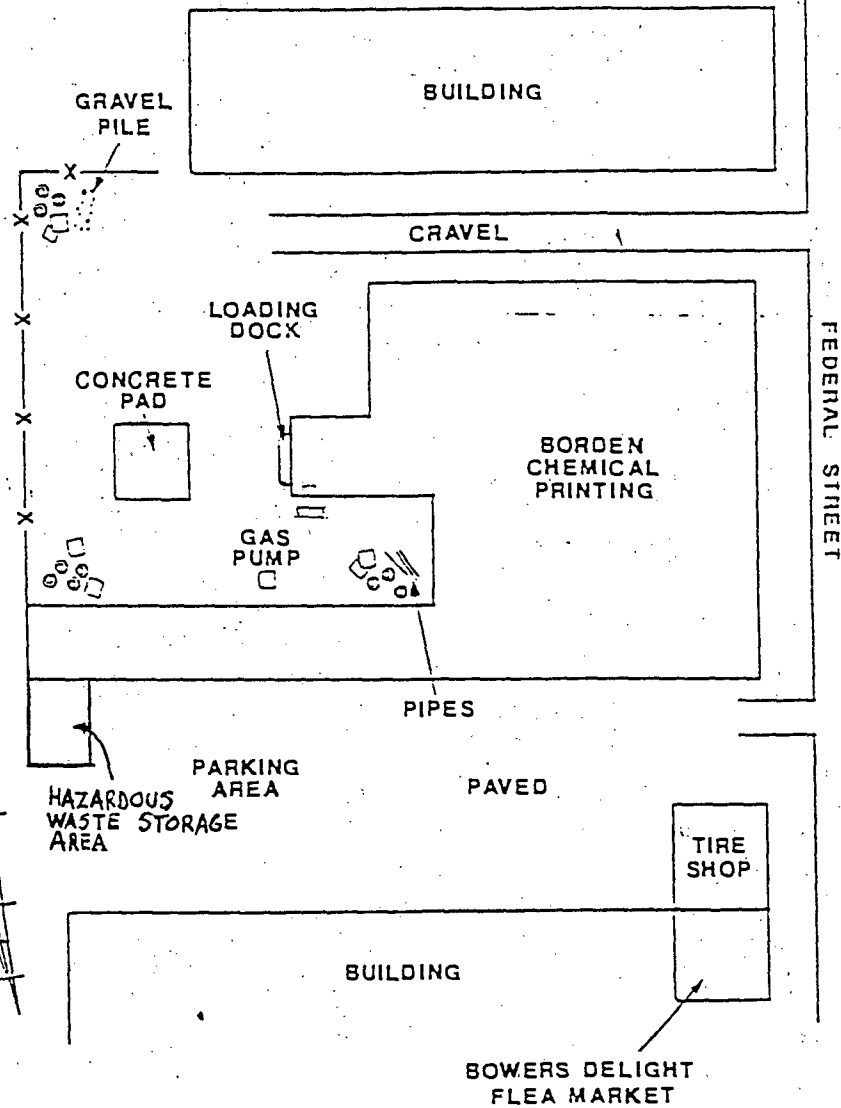 BUILDING
GRAVEL
PILE
GRAVEL
LOADING
DOCK
CONCRETE
PAD
BORDEN
CHEMICAL
PRINTING
FEDERAL STREET
GAS
PUMP
PIPES
PARKING
AREA
PAVED
HAZARDOUS
WASTE STORAGE
AREA
TIRE
SHOP
BUILDING
BOWERS DELIGHT
FLEA MARKET